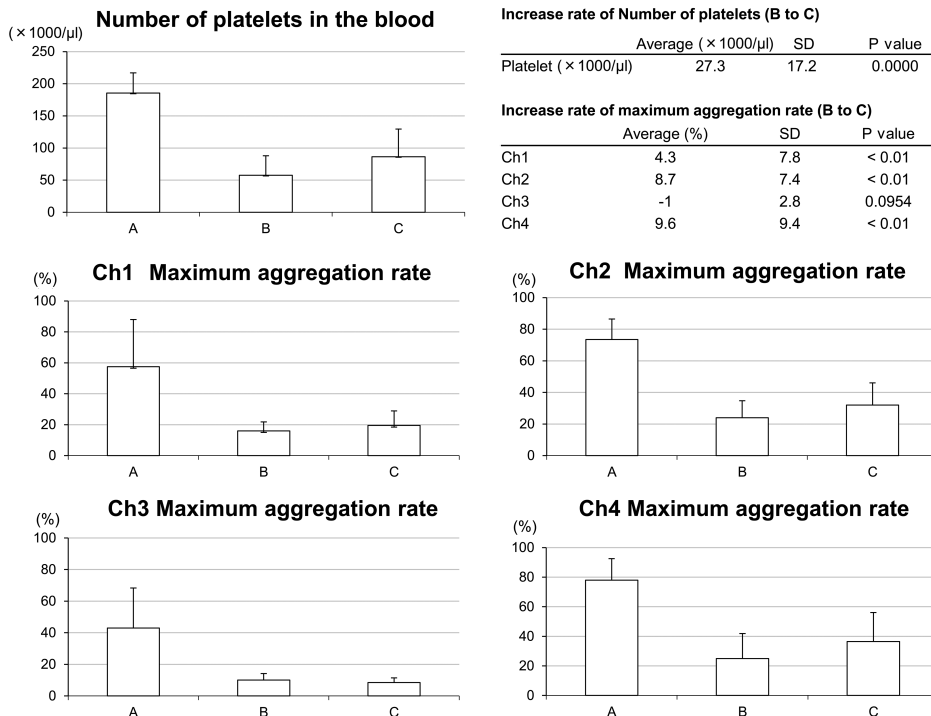 Number of platelets in the blood
(×1000/μl)
250
200
150
100
50
0
A B C
Increase rate of Number of platelets (B to C)
Average (×1000/μl) SD P value
Platelet (×1000/μl) 27.3 17.2 0.0000
Increase rate of maximum aggregation rate (B to C)
Average (%) SD P value
Ch1 4.3 7.8 < 0.01
Ch2 8.7 7.4 < 0.01
Ch3 -1 2.8 0.0954
Ch4 9.6 9.4 < 0.01
Ch1 Maximum aggregation rate
(%)
100
80
60
40
20
0
A B C
Ch2 Maximum aggregation rate
(%)
100
80
60
40
20
0
A B C
Ch3 Maximum aggregation rate
(%)
100
80
60
40
20
0
A B C
Ch4 Maximum aggregation rate
(%)
100
80
60
40
20
0
A B C